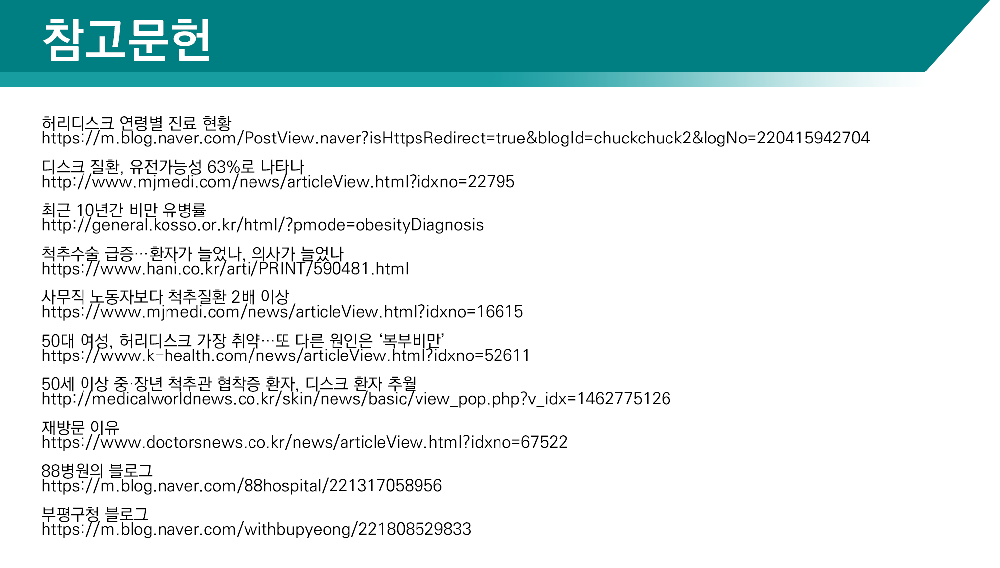 참고문헌
허리디스크 연령별 진료 현황
https://m.blog.naver.com/PostView.naver?isHttpsRedirect=true&blogId=chuckchuck2&logNo=220415942704
디스크 질환, 유전가능성 63%로 나타나
http://www.mjmedi.com/news/articleView.html?idxno=22795
최근 10년간 비만 유병률
http://general.kosso.or.kr/html/?pmode=obesityDiagnosis
척추수술 급증…환자가 늘었나, 의사가 늘었나
https://www.hani.co.kr/arti/PRINT/590481.html
사무직 노동자보다 척추질환 2배 이상
https://www.mjmedi.com/news/articleView.html?idxno=16615
50대 여성, 허리디스크 가장 취약…또 다른 원인은 ‘복부비만’
https://www.k-health.com/news/articleView.html?idxno=52611
50세 이상 중·장년 척추관 협착증 환자, 디스크 환자 추월
http://medicalworldnews.co.kr/skin/news/basic/view_pop.php?v_idx=1462775126
재방문 이유
https://www.doctorsnews.co.kr/news/articleView.html?idxno=67522
88병원의 블로그
https://m.blog.naver.com/88hospital/221317058956
부평구청 블로그
https://m.blog.naver.com/withbupyeong/221808529833